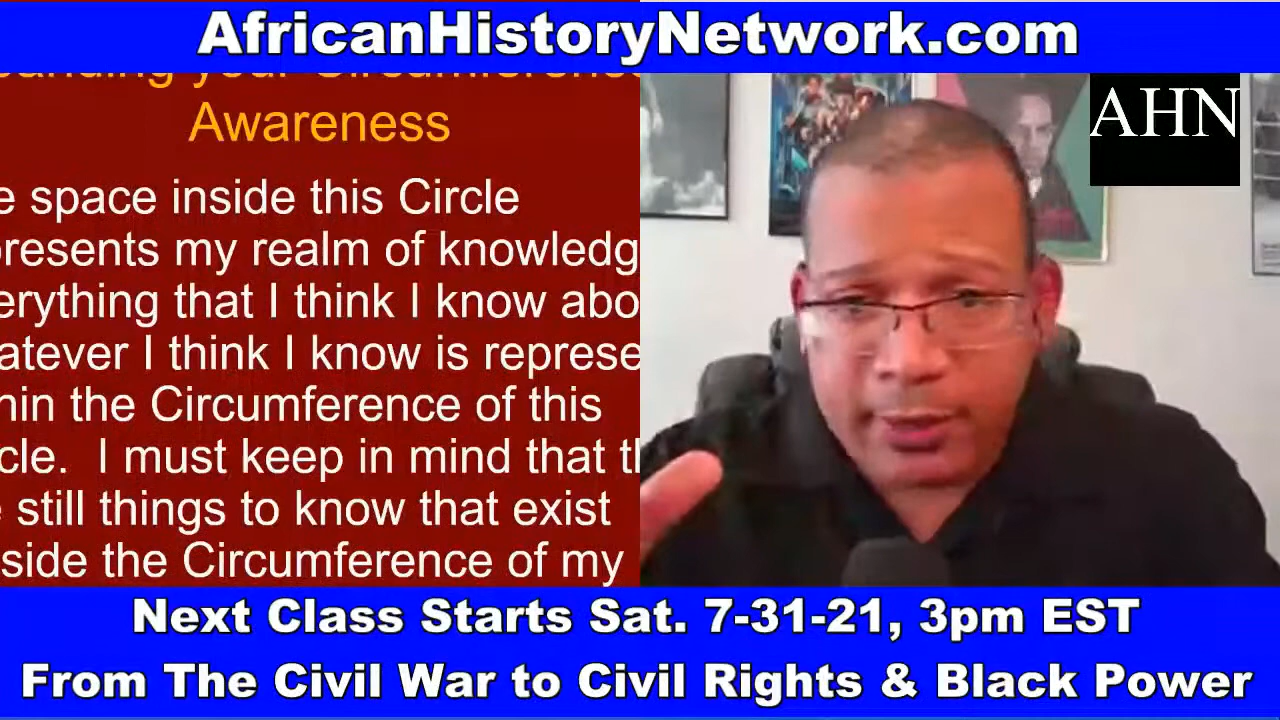 AfricanHistoryNetwork.com
Awareness
AHN
e space inside this Circle
presents my realm of knowledg
erything that I think I know abo
atever I think I know is represe
hin the Circumference of this
cle.  I must keep in mind that th
e still things to know that exist
side the Circumference of my
Next Class Starts Sat. 7-31-21, 3pm EST
From The Civil War to Civil Rights & Black Power